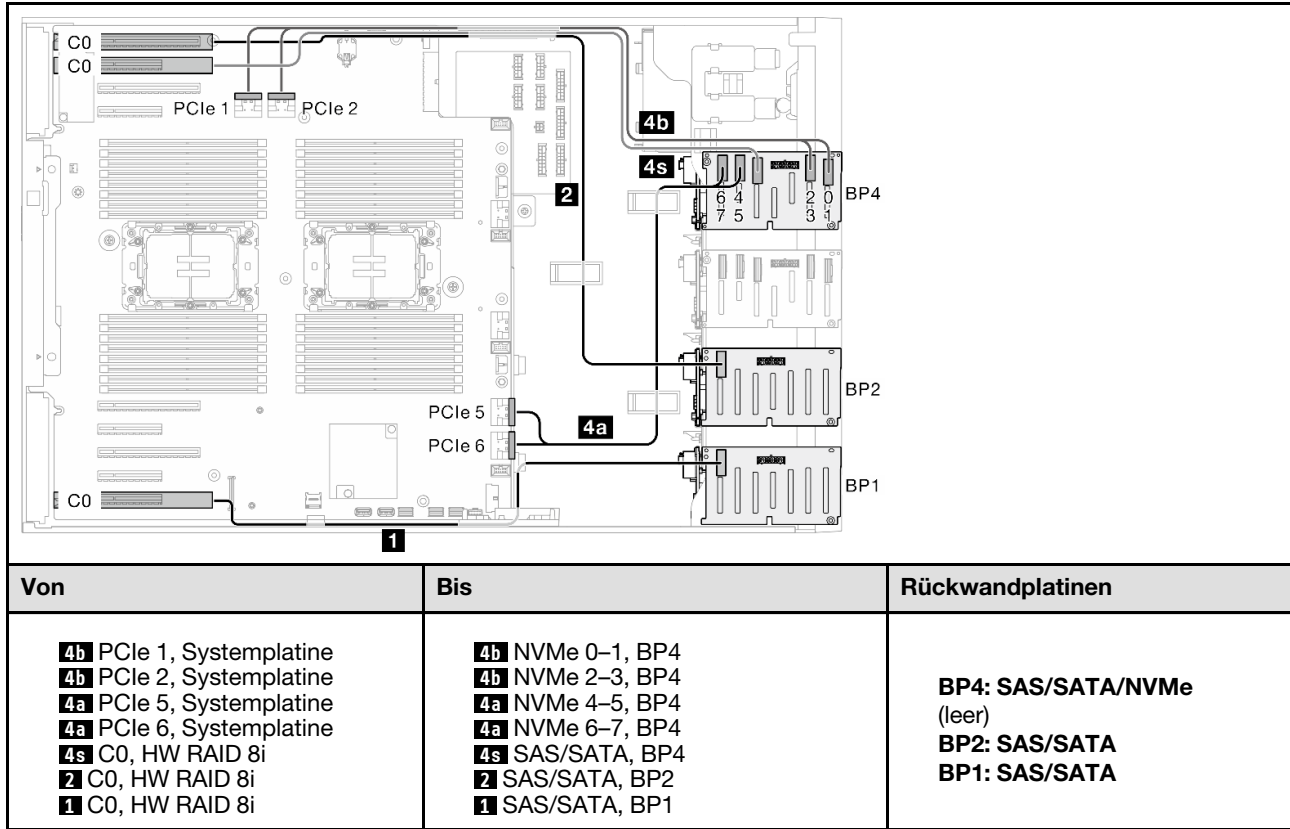 C0
C0
PCIe 1
PCIe 2
4b
4s
2
6 4 2 0
7 5 3 1
BP4
BP2
PCIe 5
4a
PCIe 6
BP1
C0
1
Von
Bis
Rückwandplatinen
4b PCIe 1, Systemplatine
4b PCIe 2, Systemplatine
4a PCIe 5, Systemplatine
4a PCIe 6, Systemplatine
4s C0, HW RAID 8i
2 C0, HW RAID 8i
1 C0, HW RAID 8i
4b NVMe 0–1, BP4
4b NVMe 2–3, BP4
4a NVMe 4–5, BP4
4a NVMe 6–7, BP4
4s SAS/SATA, BP4
2 SAS/SATA, BP2
1 SAS/SATA, BP1
BP4: SAS/SATA/NVMe
(leer)
BP2: SAS/SATA
BP1: SAS/SATA